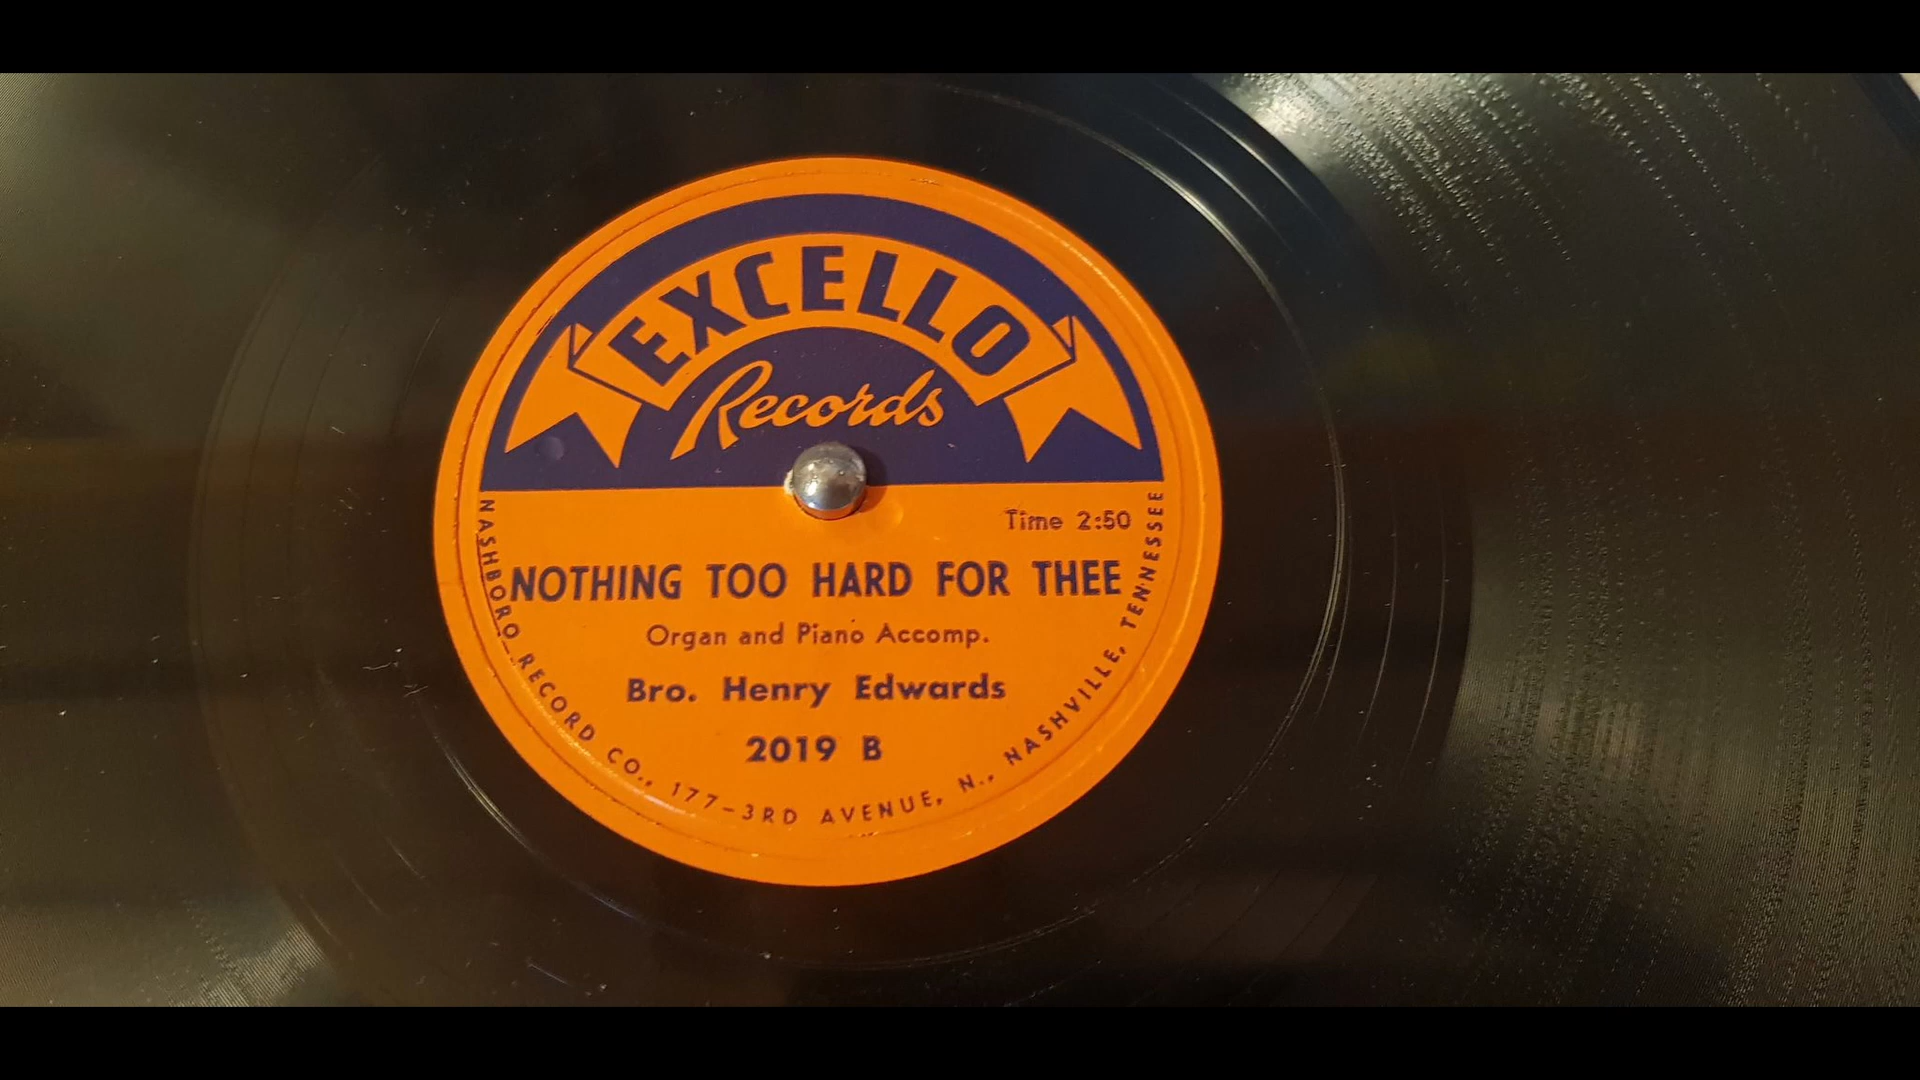 EXCELLO
Records
Time 2:50
NOTHING TOO HARD FOR THEE
Organ and Piano Accomp.
Bro. Henry Edwards
2019 B
NASHBORO RECORD CO., 177-3RD AVENUE, N., NASHVILLE, TENNESSEE